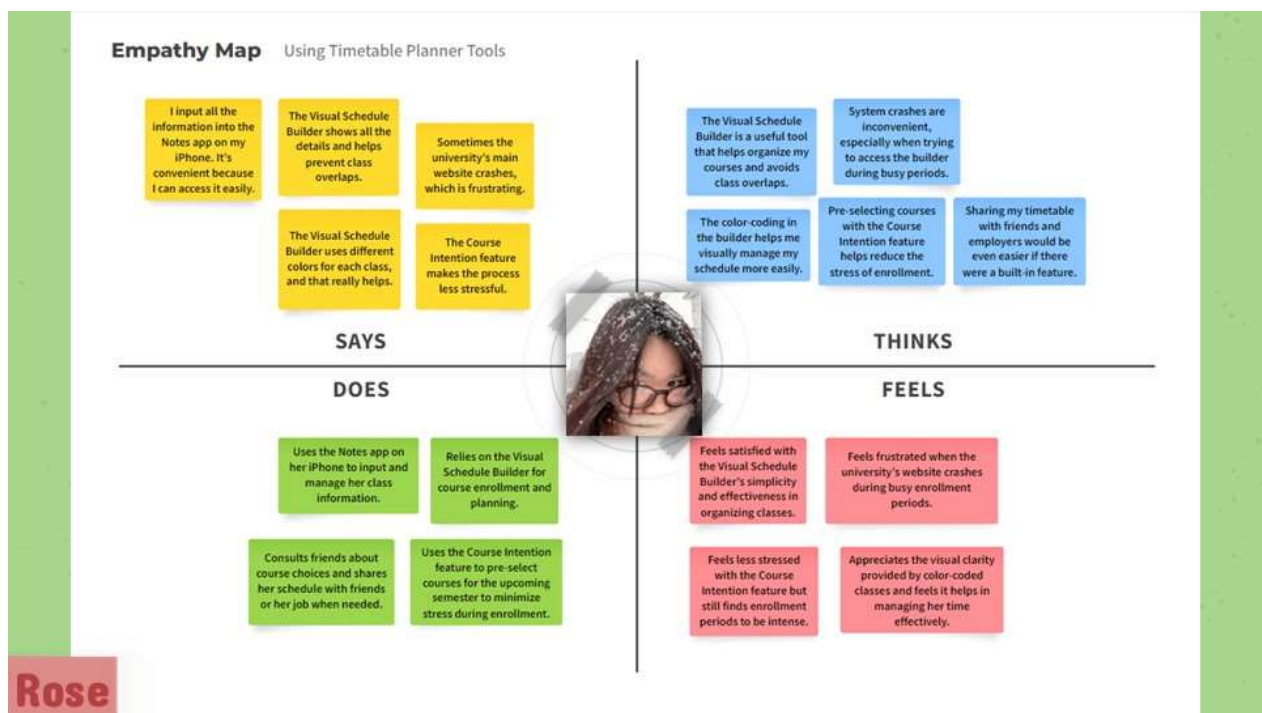 Empathy Map Using Timetable Planner Tools
I input all the
information into the
Notes app on my
iPhone. It's
convenient because
I can access it easily.
The Visual Schedule
Builder shows all the
details and helps
prevent class
overlaps.
Sometimes the
university's main
website crashes,
which is frustrating.
The Visual Schedule
Builder uses different
colors for each class,
and that really helps.
The Course
Intention feature
makes the process
less stressful.
SAYS
The Visual Schedule
Builder is a useful tool
that helps organize my
courses and avoids
class overlaps.
System crashes are
inconvenient,
especially when trying
to access the builder
during busy periods.
The color-coding in
the builder helps me
visually manage my
schedule more easily.
Pre-selecting courses
with the Course
Intention feature
helps reduce the
stress of enrollment.
Sharing my timetable
with friends and
employers would be
even easier if there
were a built-in feature.
THINKS
DOES
Uses the Notes app on
her iPhone to input and
manage her class
information.
Relies on the Visual
Schedule Builder for
course enrollment and
planning.
Consults friends about
course choices and shares
her schedule with friends
or her job when needed.
Uses the Course Intention
feature to pre-select
courses for the upcoming
semester to minimize
stress during enrollment.
FEELS
Feels satisfied with
the Visual Schedule
Builder's simplicity
and effectiveness in
organizing classes.
Feels frustrated when the
university's website crashes
during busy enrollment
periods.
Feels less stressed
with the Course
Intention feature but
still finds enrollment
periods to be intense.
Appreciates the visual clarity
provided by color-coded
classes and feels it helps in
managing her time
effectively.
Rose